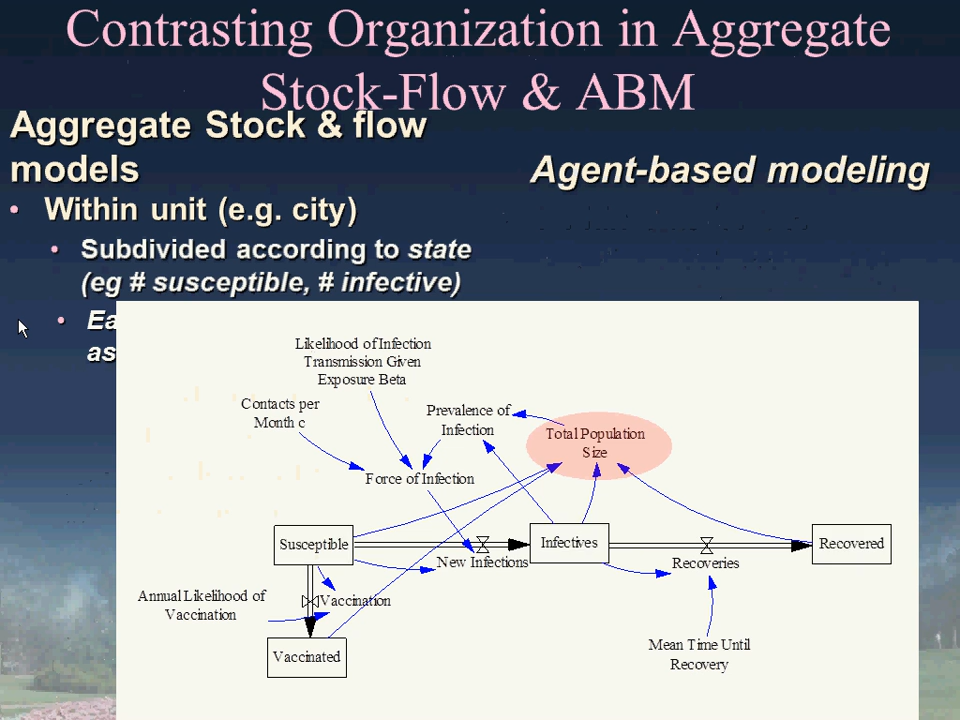 Contrasting Organization in Aggregate
Stock-Flow & ABM
Aggregate Stock & flow
models
• Within unit (e.g. city)
• Subdivided according to state
(eg # susceptible, # infective)
Agent-based modeling
Likelihood of Infection
Transmission Given
Exposure Beta
Contacts per
Month c
Prevalence of
Infection
Total Population
Size
Force of Infection
Susceptible
Infectives
Recovered
New Infections
Recoveries
Annual Likelihood of
Vaccination
Vaccination
Vaccinated
Mean Time Until
Recovery